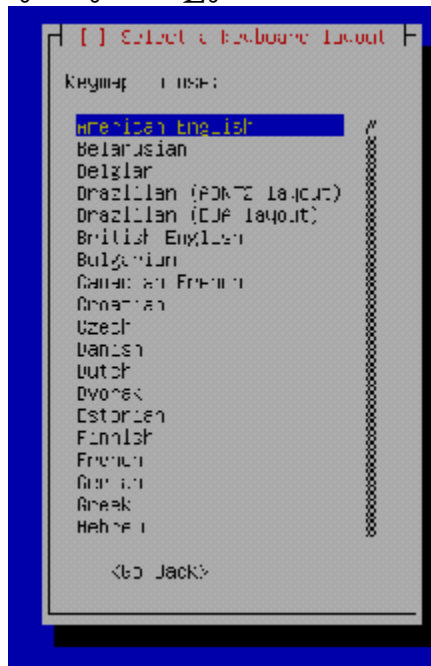 [!] Select a keyboard layout
Keymap to use:
American English
Belarusian
Belgian
Brazilian (ABNT2 layout)
Brazilian (EUA layout)
British English
Bulgarian
Canadian French
Croatian
Czech
Danish
Dutch
Dvorak
Estonian
Finnish
French
German
Greek
Hebrew
<Go Back>